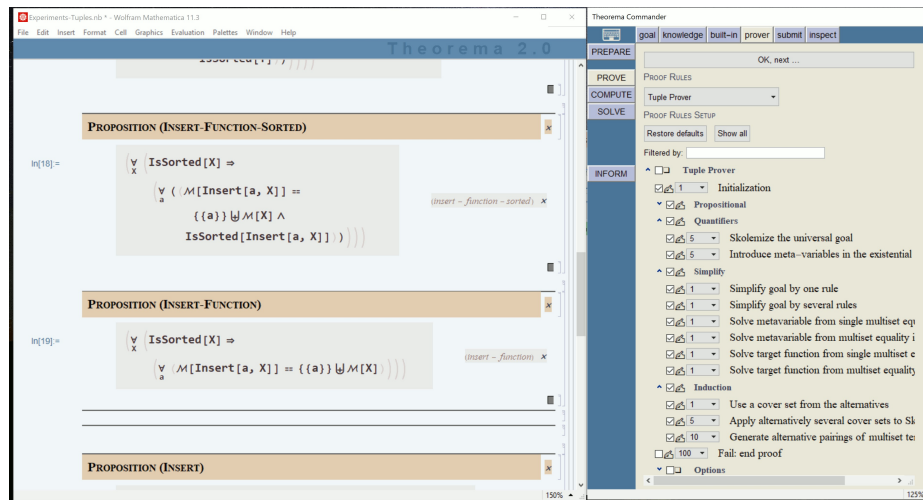 Experiments-Tuples.nb * - Wolfram Mathematica 11.3
File Edit Insert Format Cell Graphics Evaluation Palettes Window Help
Theorema 2.0
PROPOSITION (INSERT-FUNCTION-SORTED)
In[18]:=
(∀ (IsSorted[X] ⇒
X
(∀ ((ℳ[Insert[a, X]] ==
a
{{a}} ⊎ ℳ[X] ∧
IsSorted[Insert[a, X]]))))
(insert – function – sorted) ×
PROPOSITION (INSERT-FUNCTION)
In[19]:=
(∀ (IsSorted[X] ⇒
X
(∀ (ℳ[Insert[a, X]] == {{a}} ⊎ ℳ[X]))))
a
(insert – function) ×
PROPOSITION (INSERT)
150%
Theorema Commander
goal knowledge built-in prover submit inspect
PREPARE
PROVE
COMPUTE
SOLVE
INFORM
OK, next ...
PROOF RULES
Tuple Prover
PROOF RULES SETUP
Restore defaults Show all
Filtered by:
Tuple Prover
1 Initialization
Propositional
Quantifiers
5 Skolemize the universal goal
5 Introduce meta-variables in the existential
Simplify
1 Simplify goal by one rule
1 Simplify goal by several rules
1 Solve metavariable from single multiset equ
1 Solve metavariable from multiset equality i
1 Solve target function from single multiset e
1 Solve target function from multiset equality
Induction
1 Use a cover set from the alternatives
5 Apply alternatively several cover sets to Sk
10 Generate alternative pairings of multiset te
100 Fail: end proof
Options
125%